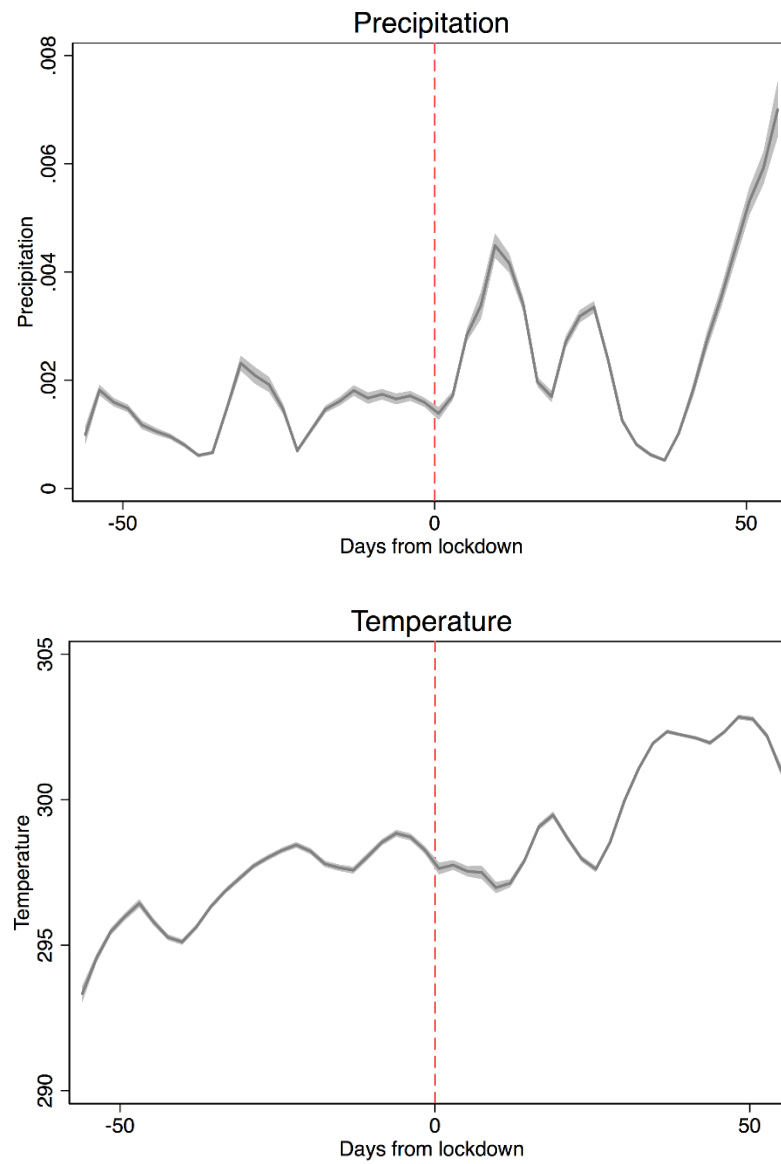 Precipitation
.008
.006
.004
.002
0
Precipitation
-50 0 50
Days from lockdown
Temperature
305
300
295
290
Temperature
-50 0 50
Days from lockdown